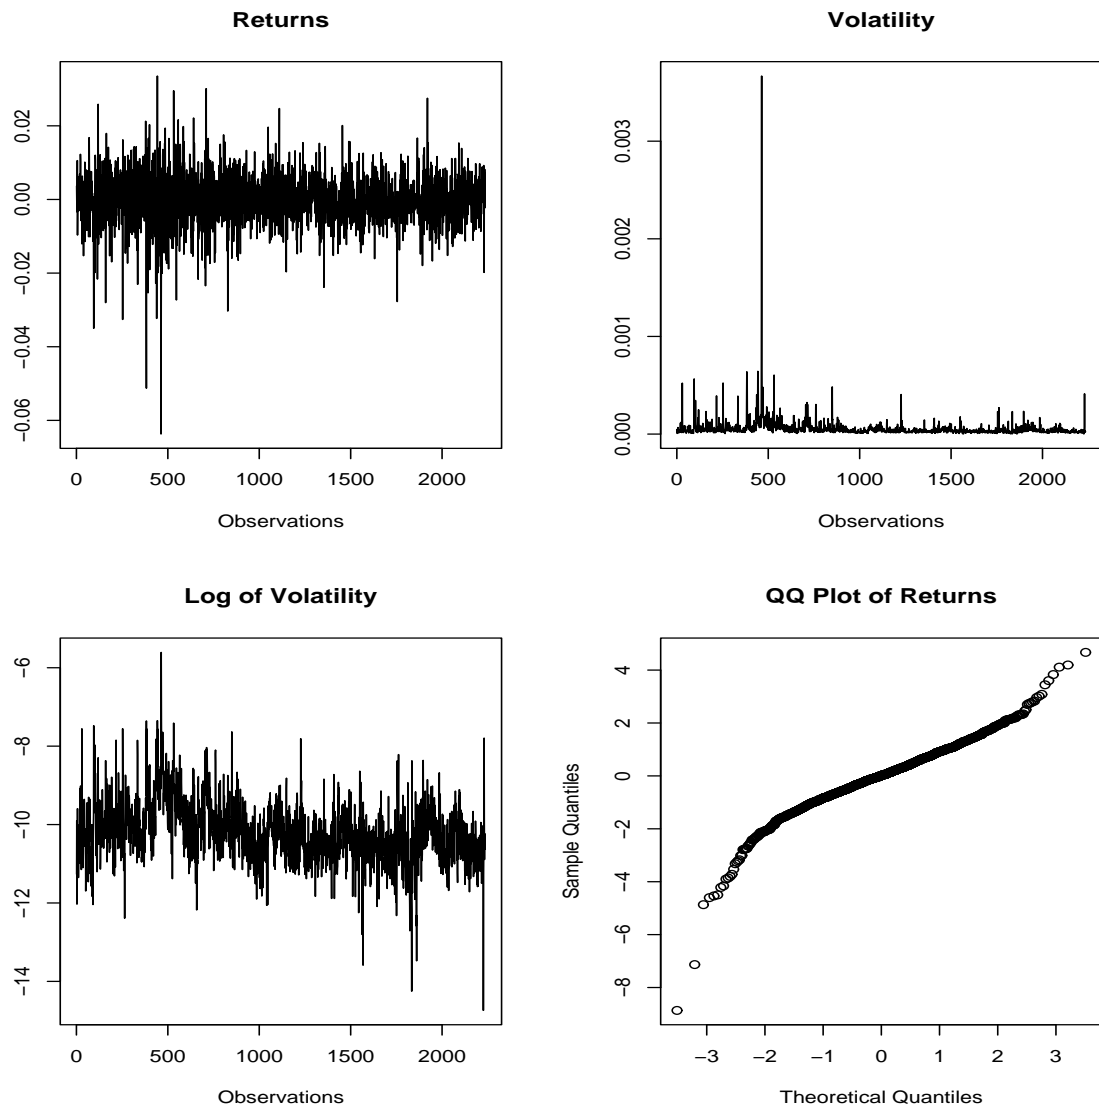 Returns
0.02
0.00
−0.02
−0.04
−0.06
0 500 1000 1500 2000
Observations
Volatility
0.003
0.002
0.001
0.000
0 500 1000 1500 2000
Observations
Log of Volatility
−6
−8
−10
−12
−14
0 500 1000 1500 2000
Observations
QQ Plot of Returns
Sample Quantiles
4
2
0
−2
−4
−6
−8
−3 −2 −1 0 1 2 3
Theoretical Quantiles